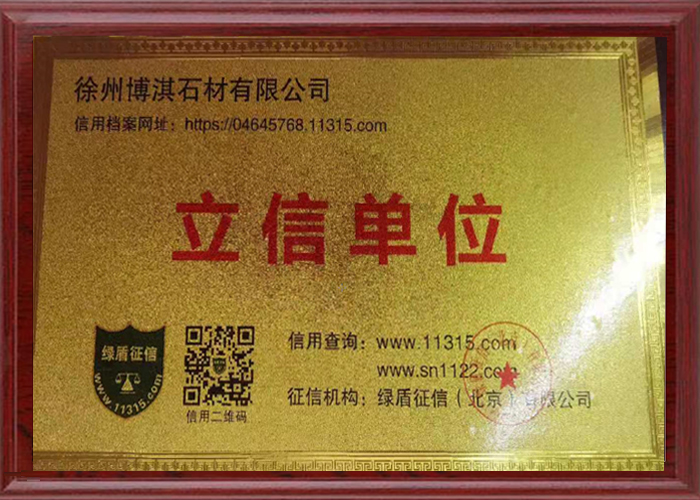 徐州博淇石材有限公司
信用档案网址：https://04645768.11315.com
立信单位
绿盾征信
www.11315.com
信用二维码
信用查询：www.11315.com
www.sn1122.com
征信机构：绿盾征信（北京）有限公司